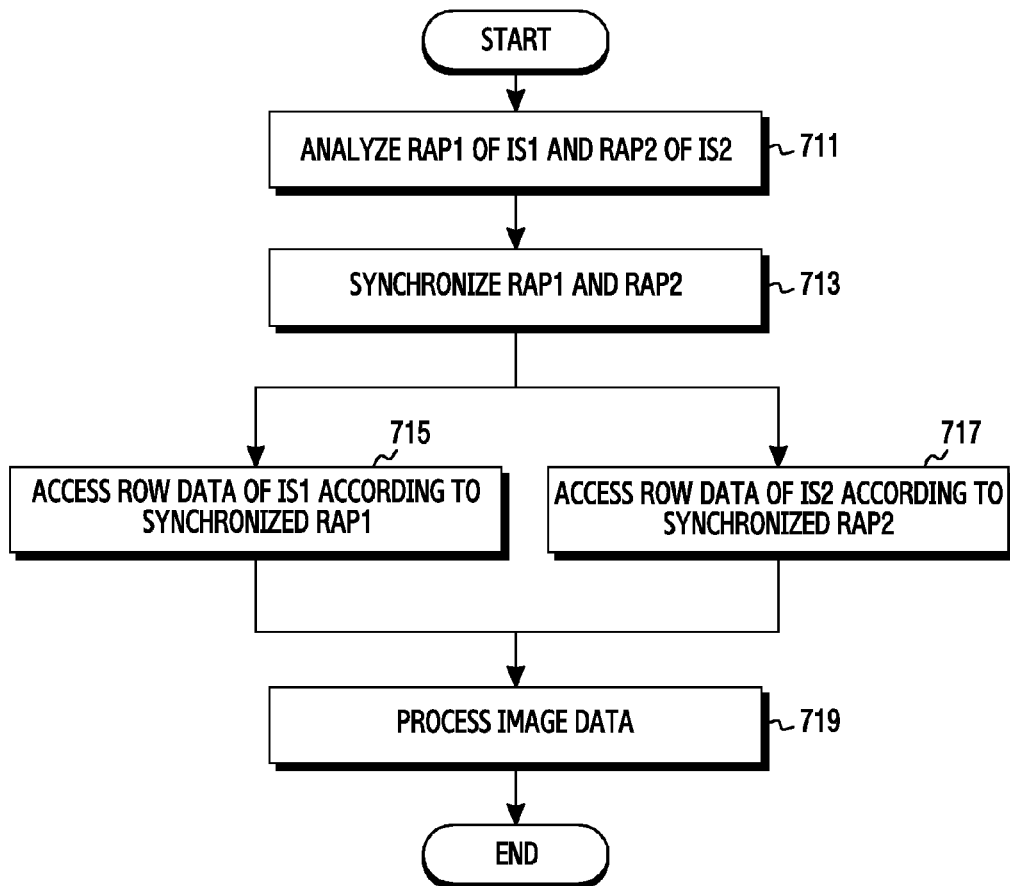 START
ANALYZE RAP1 OF IS1 AND RAP2 OF IS2
711
SYNCHRONIZE RAP1 AND RAP2
713
715
ACCESS ROW DATA OF IS1 ACCORDING TO
SYNCHRONIZED RAP1
717
ACCESS ROW DATA OF IS2 ACCORDING TO
SYNCHRONIZED RAP2
PROCESS IMAGE DATA
719
END